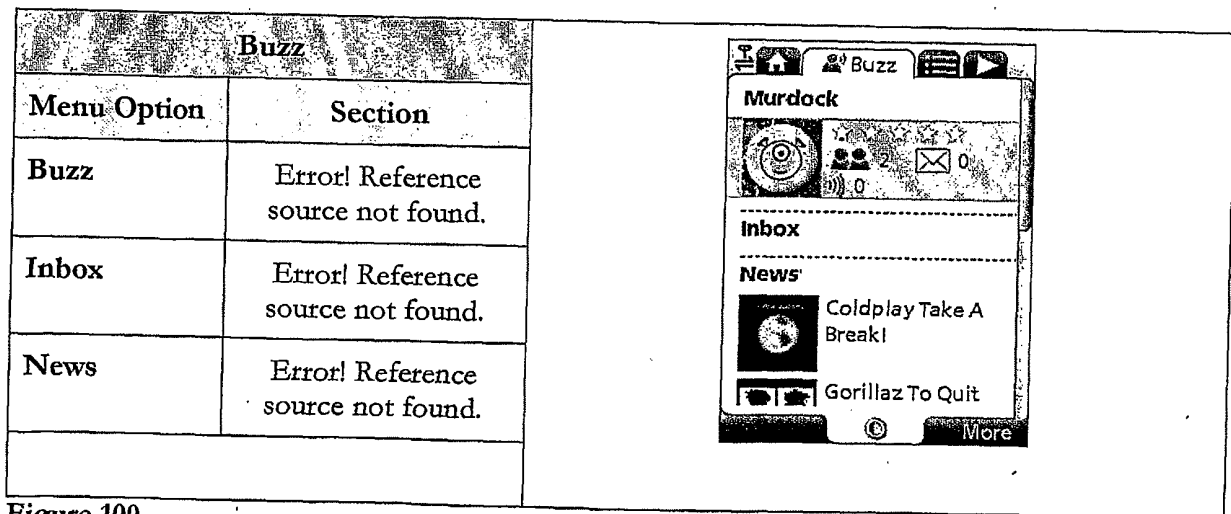 Buzz
Menu Option Section
Buzz Error! Reference
source not found.
Inbox Error! Reference
source not found.
News Error! Reference
source not found.
Buzz
Murdock
2 0
0
Inbox
News
Coldplay Take A
Break!
Gorillaz To Quit
More
Figure 100